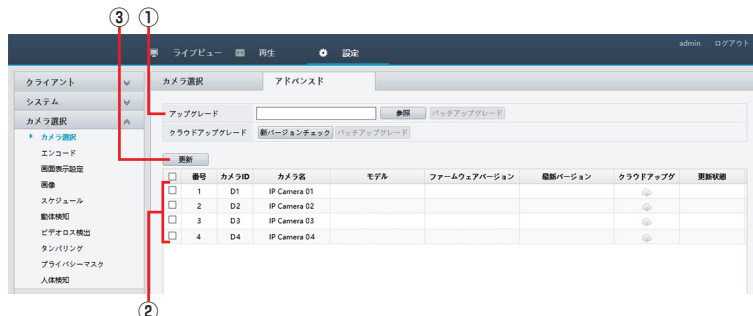 ③ ①
admin ログアウト
ライブビュー 再生 設定
クライアント
システム
カメラ選択
カメラ選択
エンコード
画面表示設定
画像
スケジュール
動体検知
ビデオロス検出
タンパリング
プライバシーマスク
人体検知
カメラ選択 アドバンスド
アップグレード 参照 バッチアップグレード
クラウドアップグレード 新バージョンチェック バッチアップグレード
更新
番号 カメラID カメラ名 モデル ファームウェアバージョン 最新バージョン クラウドアップグ 更新状態
1 D1 IP Camera 01
2 D2 IP Camera 02
3 D3 IP Camera 03
4 D4 IP Camera 04
②